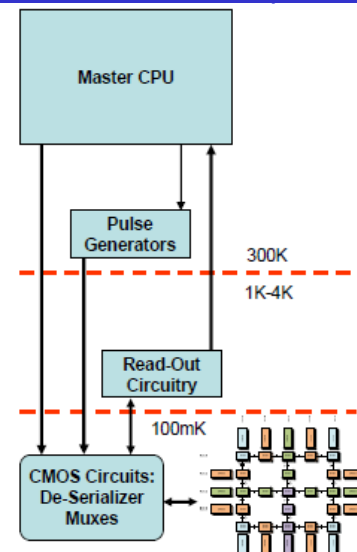 Master CPU
Pulse
Generators
300K
1K-4K
Read-Out
Circuitry
100mK
CMOS Circuits:
De-Serializer
Muxes